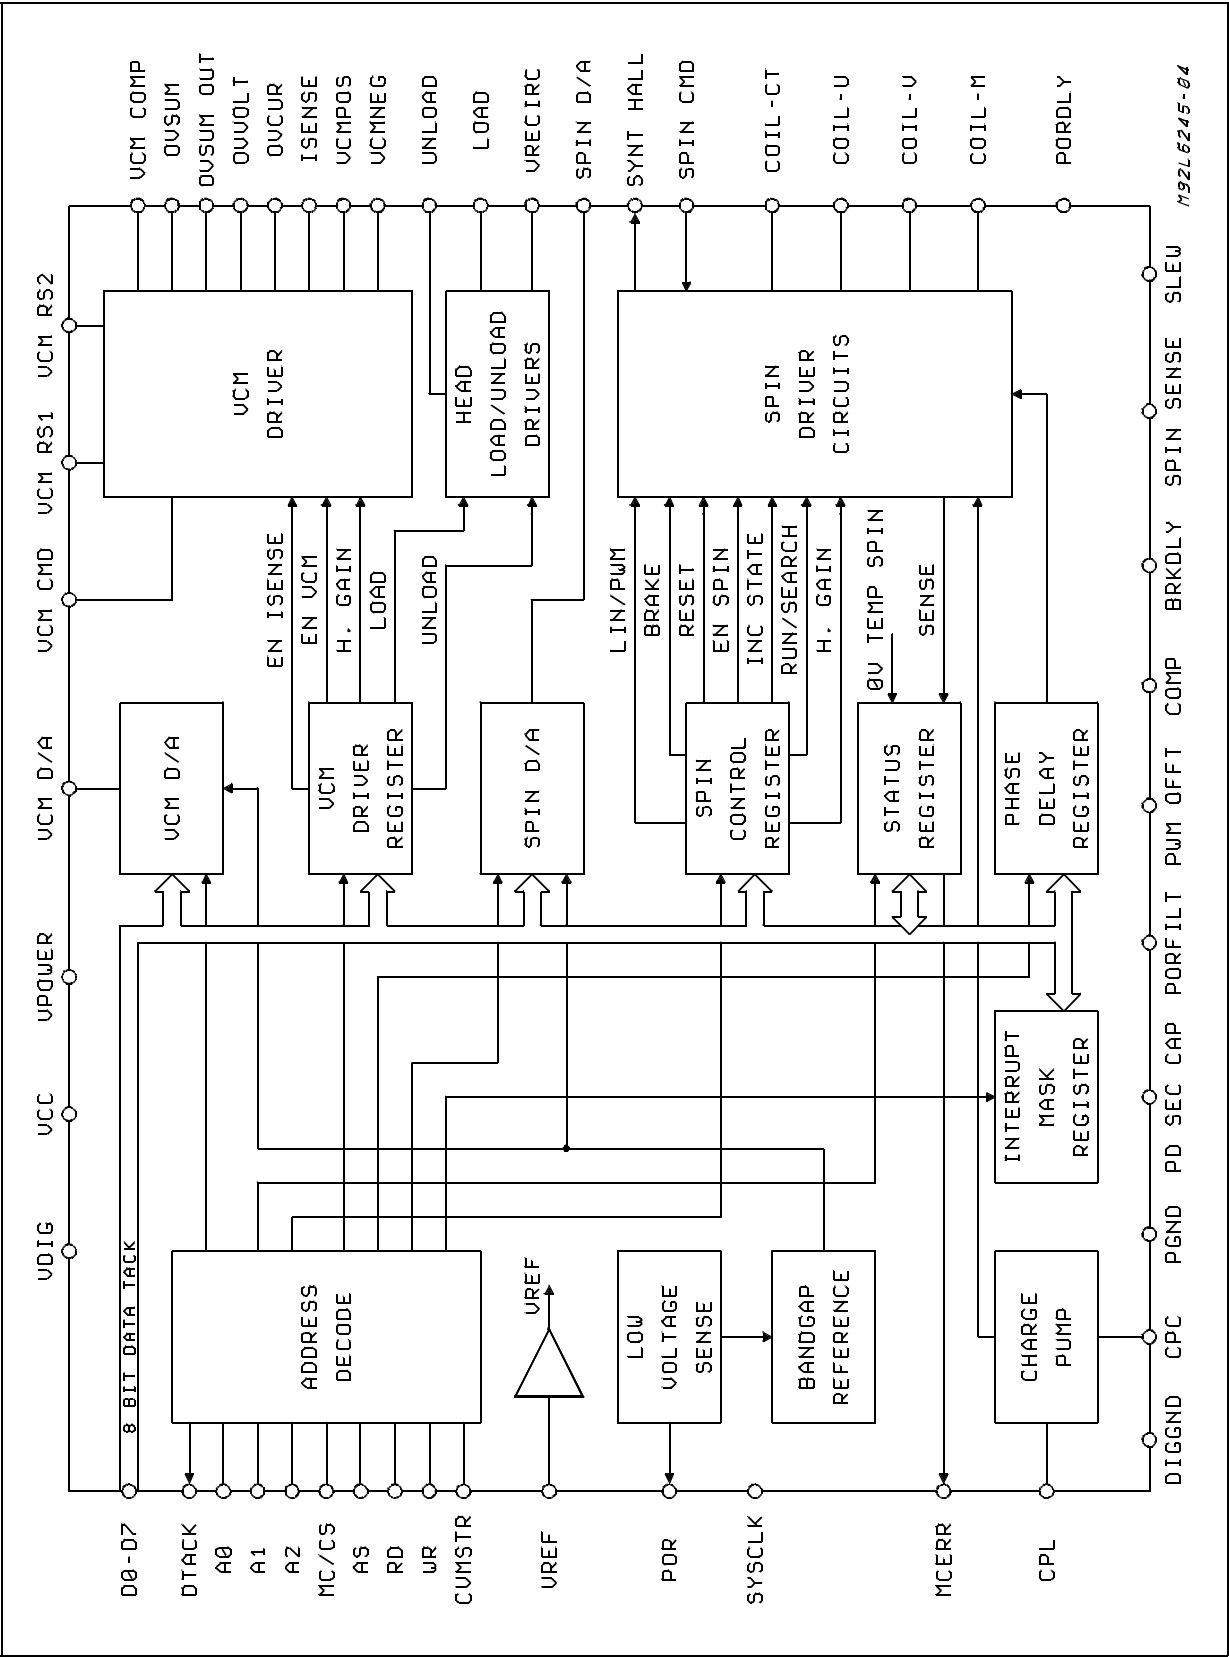 VCM COMP
OVSUM
OVSUM OUT
OVVOLT
OVCUR
ISENSE
VCMPOS
VCMNEG
UNLOAD
LOAD
VRECIRC
SPIN D/A
SYNT HALL
SPIN CMD
COIL-CT
COIL-U
COIL-V
COIL-M
PORDLY
M92L6245-04
VDIG
VCC
VPOWER
VCM D/A
VCM CMD
VCM RS1
VCM RS2
VCM
DRIVER
HEAD
LOAD/UNLOAD
DRIVERS
SPIN
DRIVER
CIRCUITS
EN ISENSE
EN VCM
H. GAIN
LOAD
UNLOAD
LIN/PWM
BRAKE
RESET
EN SPIN
INC STATE
RUN/SEARCH
H. GAIN
0V TEMP SPIN
SENSE
VCM D/A
VCM
DRIVER
REGISTER
SPIN D/A
SPIN
CONTROL
REGISTER
STATUS
REGISTER
PHASE
DELAY
REGISTER
INTERRUPT
MASK
REGISTER
8 BIT DATA TACK
ADDRESS
DECODE
VREF
LOW
VOLTAGE
SENSE
BANDGAP
REFERENCE
CHARGE
PUMP
D0-D7
DTACK
A0
A1
A2
MC/CS
AS
RD
WR
CVMSTR
VREF
POR
SYSCLK
MCERR
CPL
DIGGND
CPC
PGND
PD SEC CAP
PORFILT
PWM OFFT
COMP
BRKDLY
SPIN SENSE
SLEW